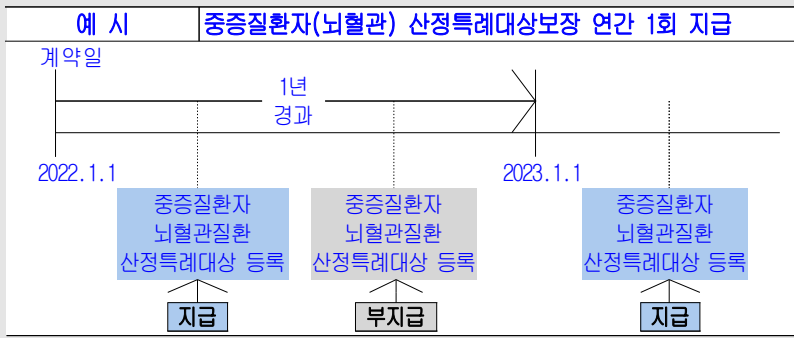 예 시
중증질환자(뇌혈관) 산정특례대상보장 연간 1회 지급
계약일
1년
경과
2022.1.1
2023.1.1
중증질환자
뇌혈관질환
산정특례대상 등록
중증질환자
뇌혈관질환
산정특례대상 등록
중증질환자
뇌혈관질환
산정특례대상 등록
지급
부지급
지급